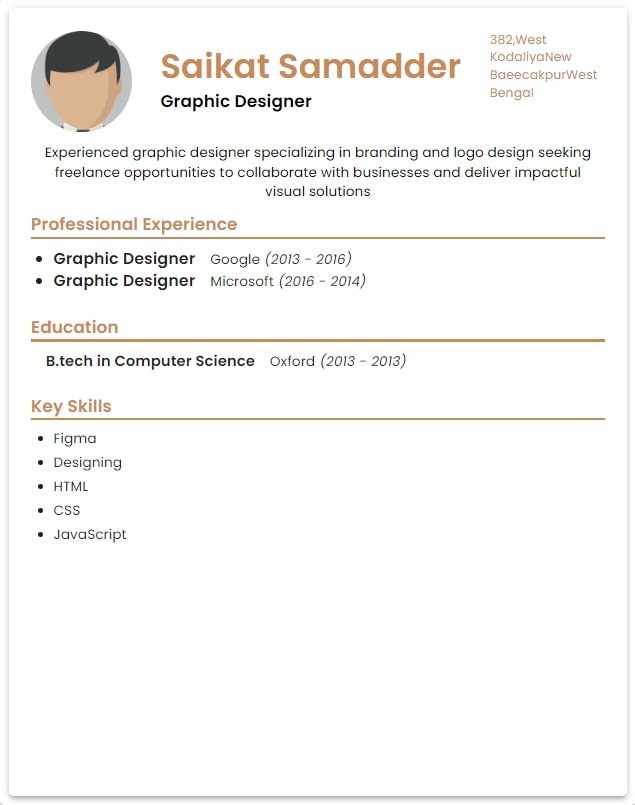 Saikat Samadder
Graphic Designer
382,West
KodaliyaNew
BaeecakpurWest
Bengal
Experienced graphic designer specializing in branding and logo design seeking
freelance opportunities to collaborate with businesses and deliver impactful
visual solutions
Professional Experience
Graphic Designer Google (2013 - 2016)
Graphic Designer Microsoft (2016 - 2014)
Education
B.tech in Computer Science Oxford (2013 - 2013)
Key Skills
Figma
Designing
HTML
CSS
JavaScript